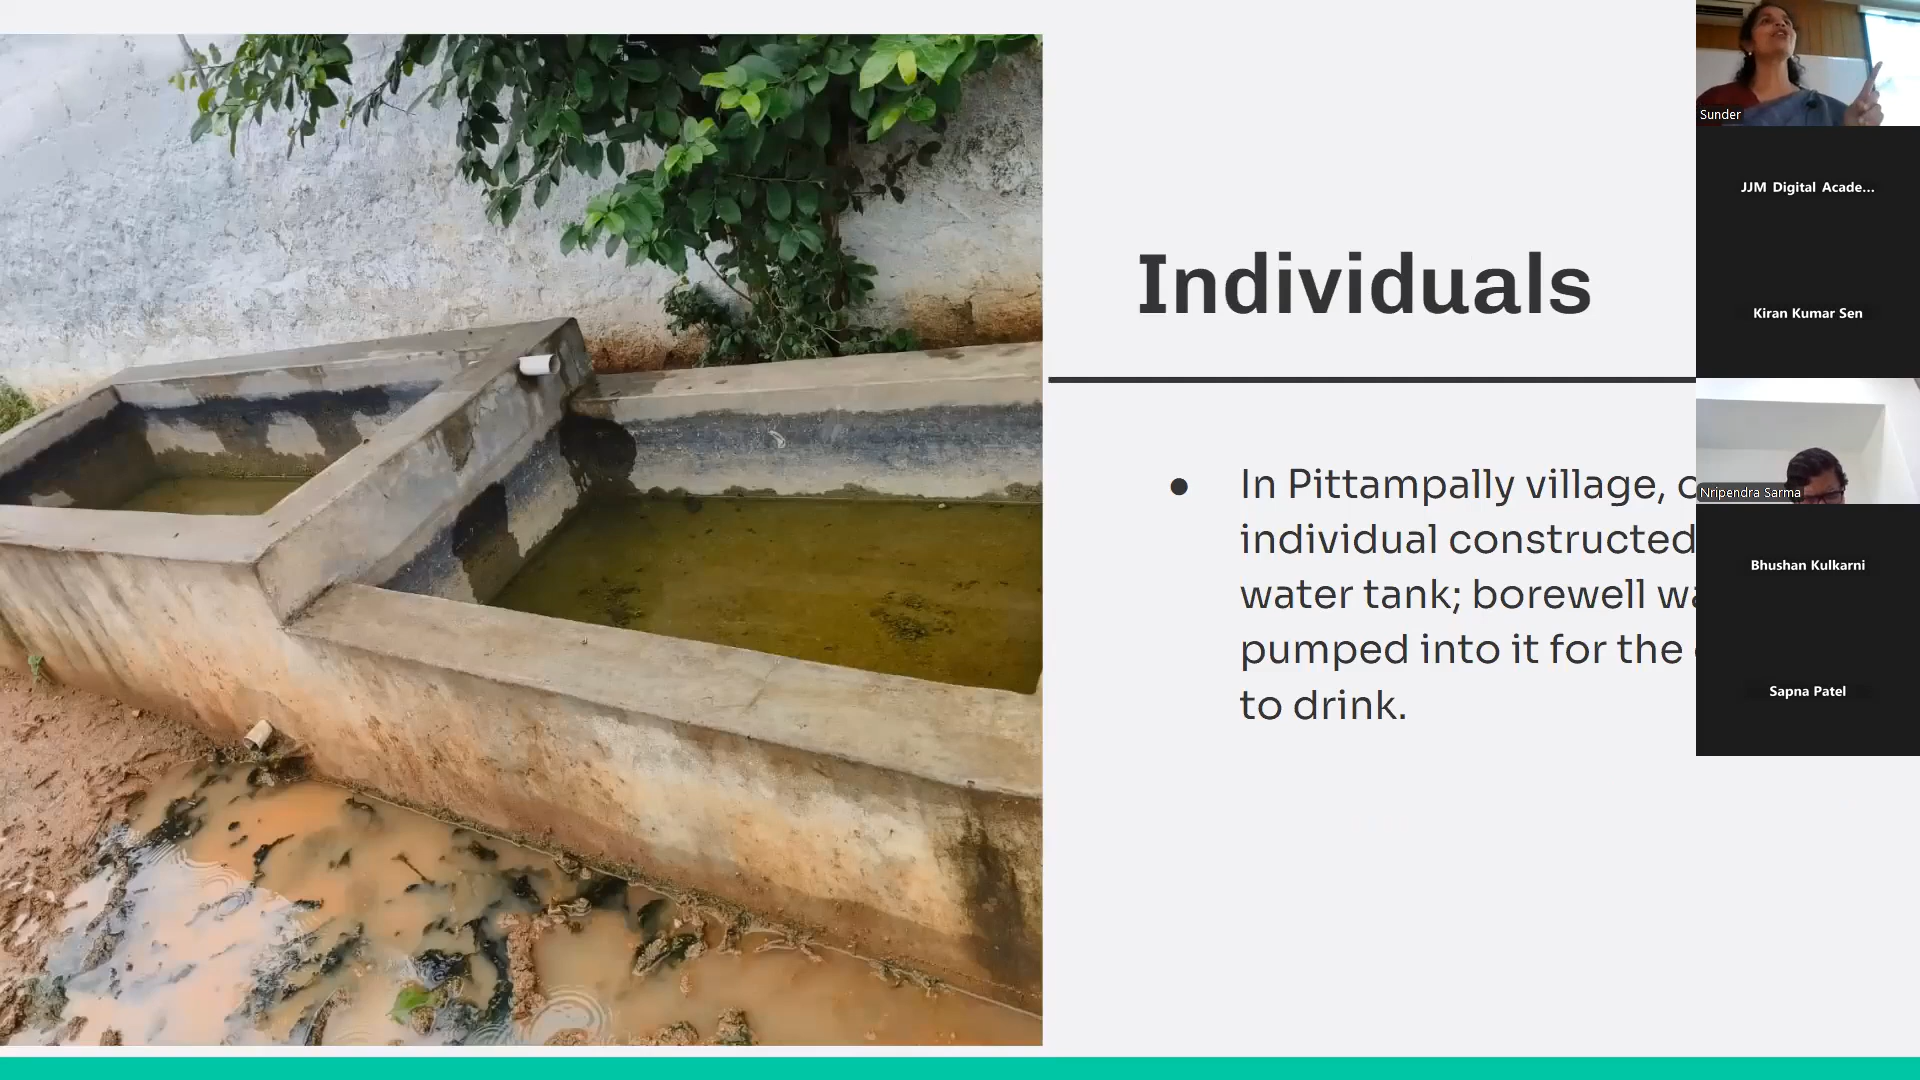 Individuals
● In Pittampally village,
individual constructed
water tank; borewell
pumped into it for the
to drink.
Sunder
JJM Digital Acade...
Kiran Kumar Sen
Nripendra Sarma
Bhushan Kulkarni
Sapna Patel